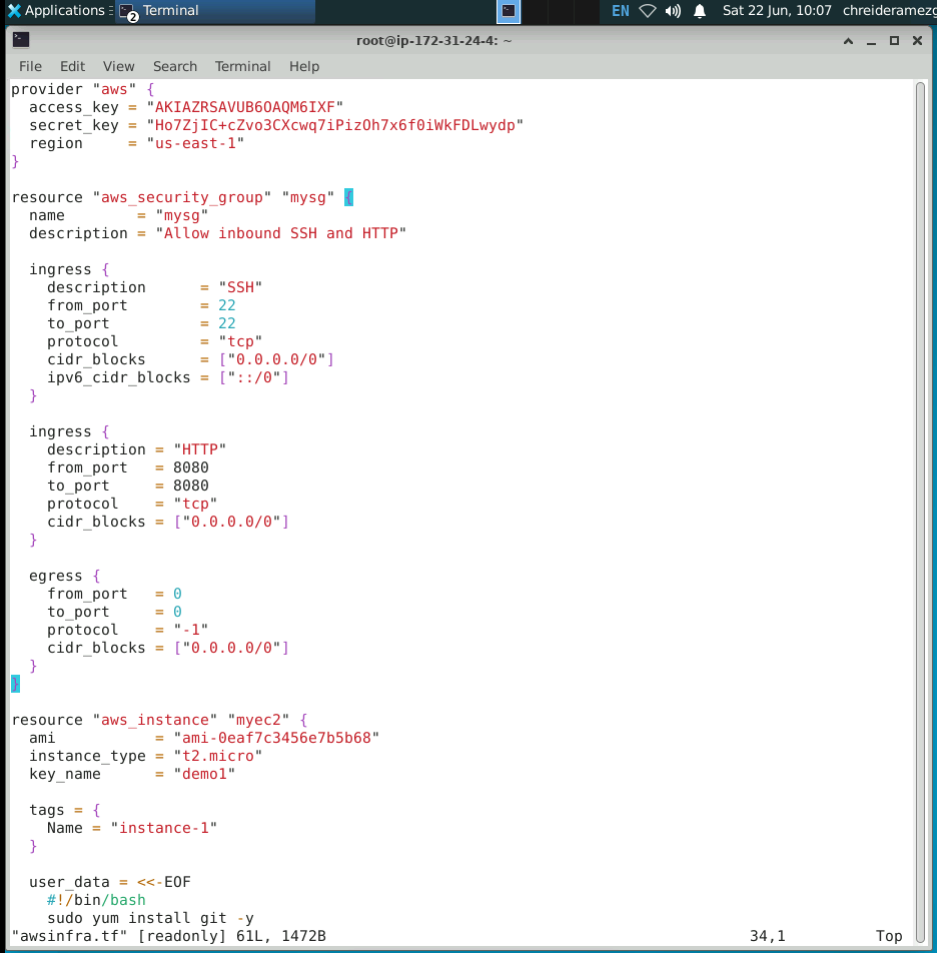 Applications
2
Terminal
EN
Sat 22 Jun, 10:07
root@ip-172-31-24-4: ~
File Edit View Search Terminal Help
provider "aws" {
  access_key = "AKIAZRSAVUB6OAQM6IXF"
  secret_key = "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"
  region     = "us-east-1"
}

resource "aws_security_group" "mysg" {
  name        = "mysg"
  description = "Allow inbound SSH and HTTP"

  ingress {
    description      = "SSH"
    from_port        = 22
    to_port          = 22
    protocol         = "tcp"
    cidr_blocks      = ["0.0.0.0/0"]
    ipv6_cidr_blocks = ["::/0"]
  }

  ingress {
    description = "HTTP"
    from_port   = 8080
    to_port     = 8080
    protocol    = "tcp"
    cidr_blocks = ["0.0.0.0/0"]
  }

  egress {
    from_port   = 0
    to_port     = 0
    protocol    = "-1"
    cidr_blocks = ["0.0.0.0/0"]
  }
}

resource "aws_instance" "myec2" {
  ami           = "ami-0eaf7c3456e7b5b68"
  instance_type = "t2.micro"
  key_name      = "demo1"

  tags = {
    Name = "instance-1"
  }

  user_data = <<-EOF
    #!/bin/bash
    sudo yum install git -y
"awsinfra.tf" [readonly] 61L, 1472B 34,1 Top